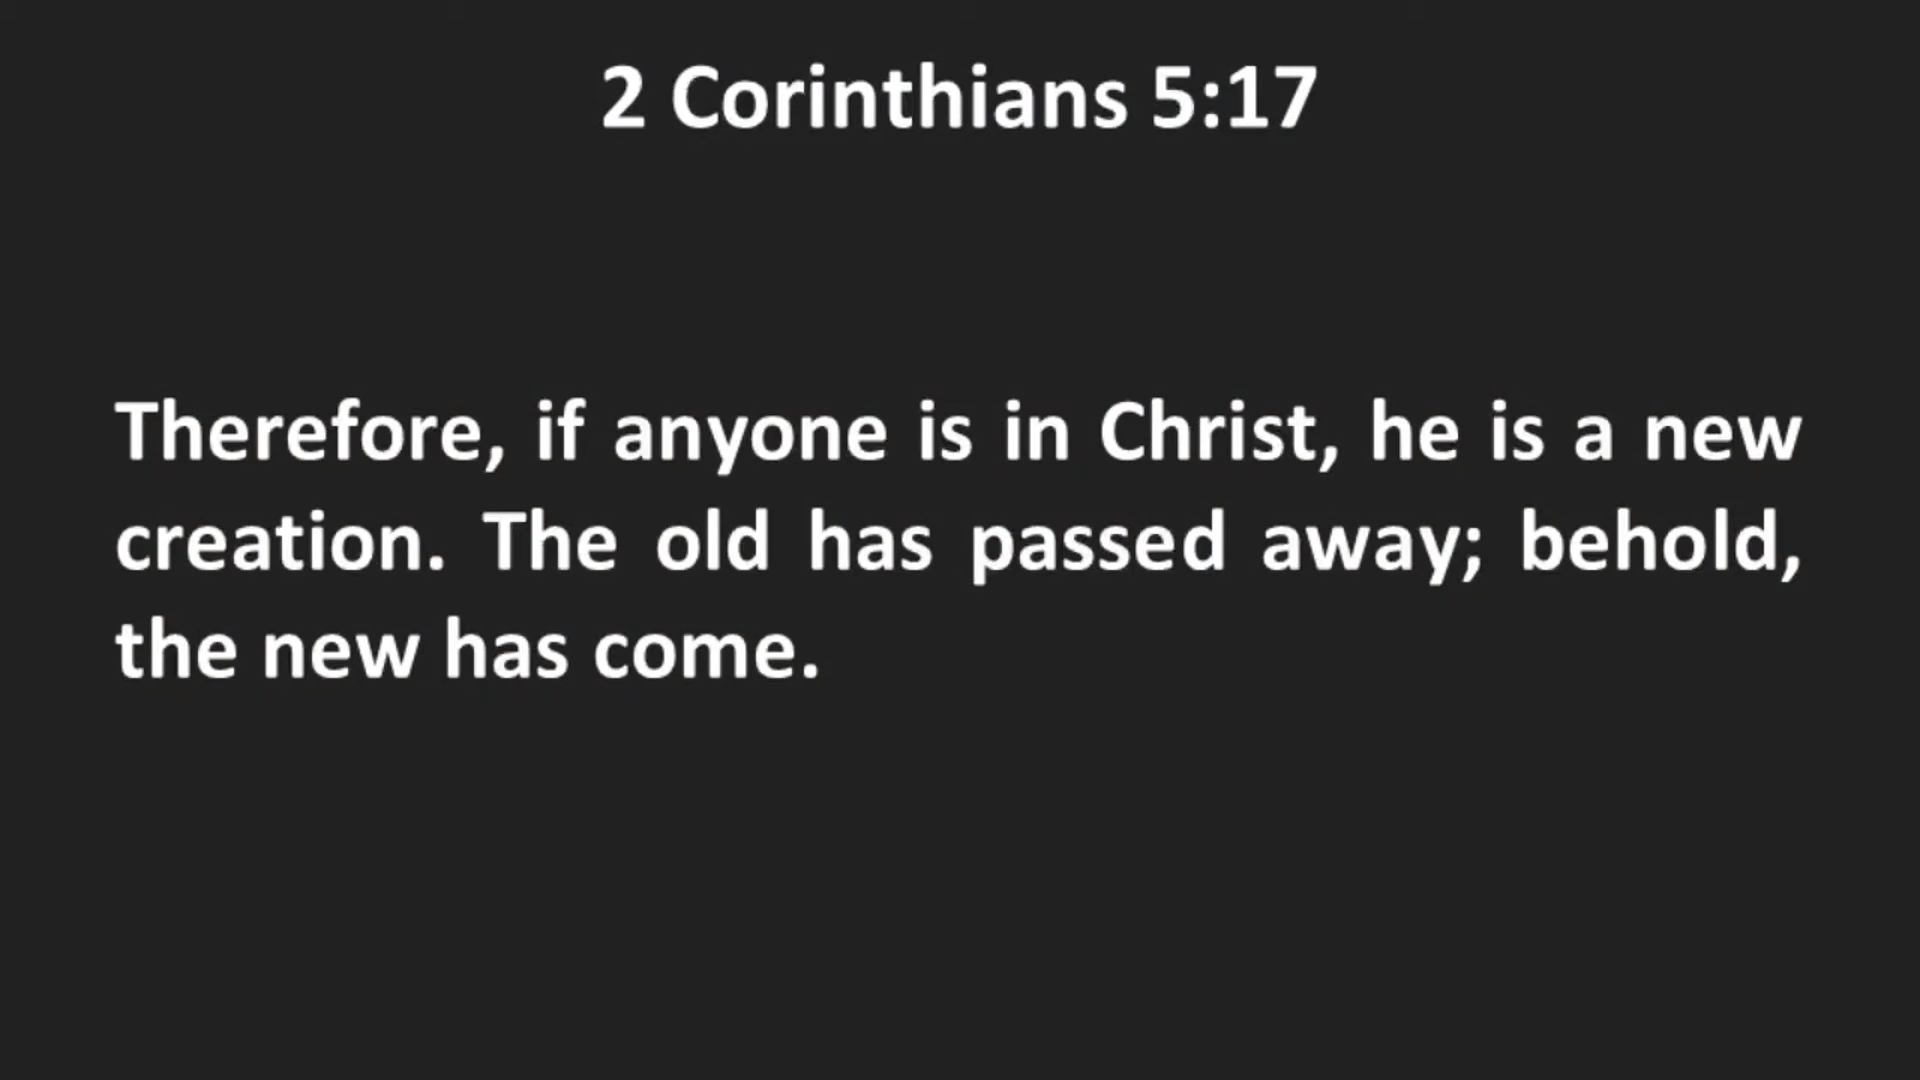 2 Corinthians 5:17
Therefore, if anyone is in Christ, he is a new
creation. The old has passed away; behold,
the new has come.